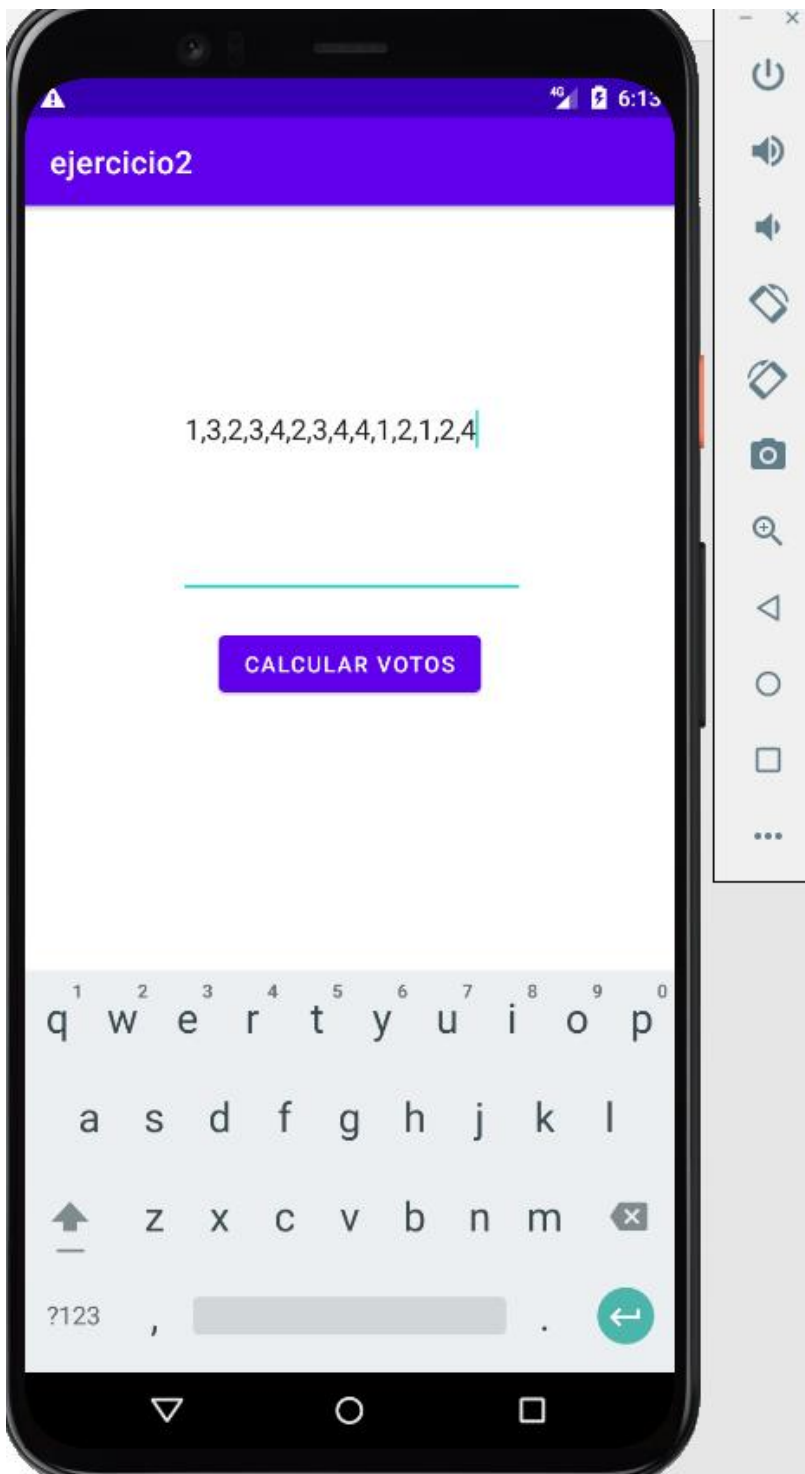 4G 6:13
ejercicio2
1,3,2,3,4,2,3,4,4,1,2,1,2,4
CALCULAR VOTOS
1 2 3 4 5 6 7 8 9 0
q w e r t y u i o p
a s d f g h j k l
z x c v b n m
?123 , .